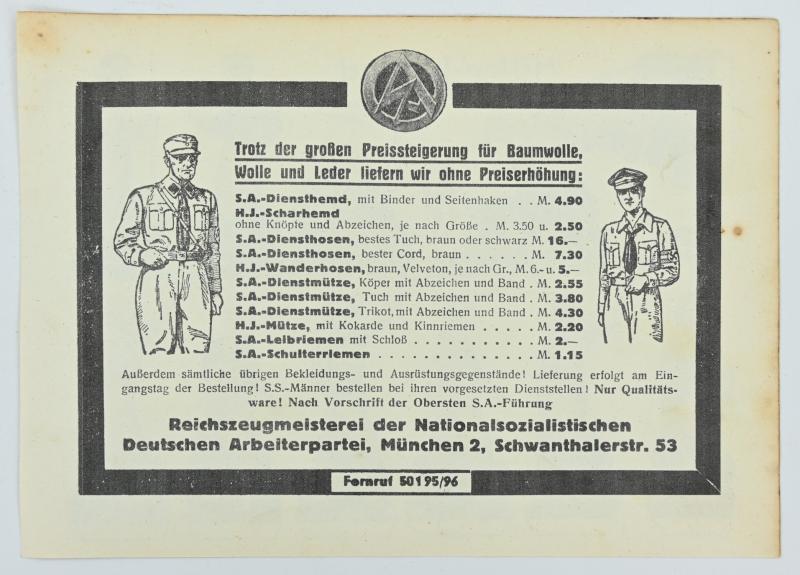 SA
Trotz der großen Preissteigerung für Baumwolle,
Wolle und Leder liefern wir ohne Preiserhöhung:
S.A.-Diensthemd, mit Binder und Seitenhaken . . M. 4.90
H.J.-Scharhemd
ohne Knöpte und Abzeichen, je nach Größe . M. 3.50 u. 2.50
S.A.-Diensthosen, bestes Tuch, braun oder schwarz M. 16.—
S.A.-Diensthosen, bester Cord, braun . . . . . . M. 7.30
H.J.-Wanderhosen, braun, Velveton, je nach Gr., M. 6.- u. 5.—
S.A.-Dienstmütze, Köper mit Abzeichen und Band . M. 2.55
S.A.-Dienstmütze, Tuch mit Abzeichen und Band . M. 3.80
S.A.-Dienstmütze, Trikot, mit Abzeichen und Band . M. 4.30
H.J.-Mütze, mit Kokarde und Kinnriemen . . . . . M. 2.20
S.A.-Leibriemen mit Schloß . . . . . . . . . . M. 2.—
S.A.-Schulterriemen . . . . . . . . . . . . . . M. 1.15
Außerdem sämtliche übrigen Bekleidungs- und Ausrüstungsgegenstände! Lieferung erfolgt am Ein-
gangstag der Bestellung! S.S.-Männer bestellen bei ihren vorgesetzten Dienststellen! Nur Qualitäts-
ware! Nach Vorschrift der Obersten S.A.-Führung
Reichszeugmeisterei der Nationalsozialistischen
Deutschen Arbeiterpartei, München 2, Schwanthalerstr. 53
Fernruf 50195/96